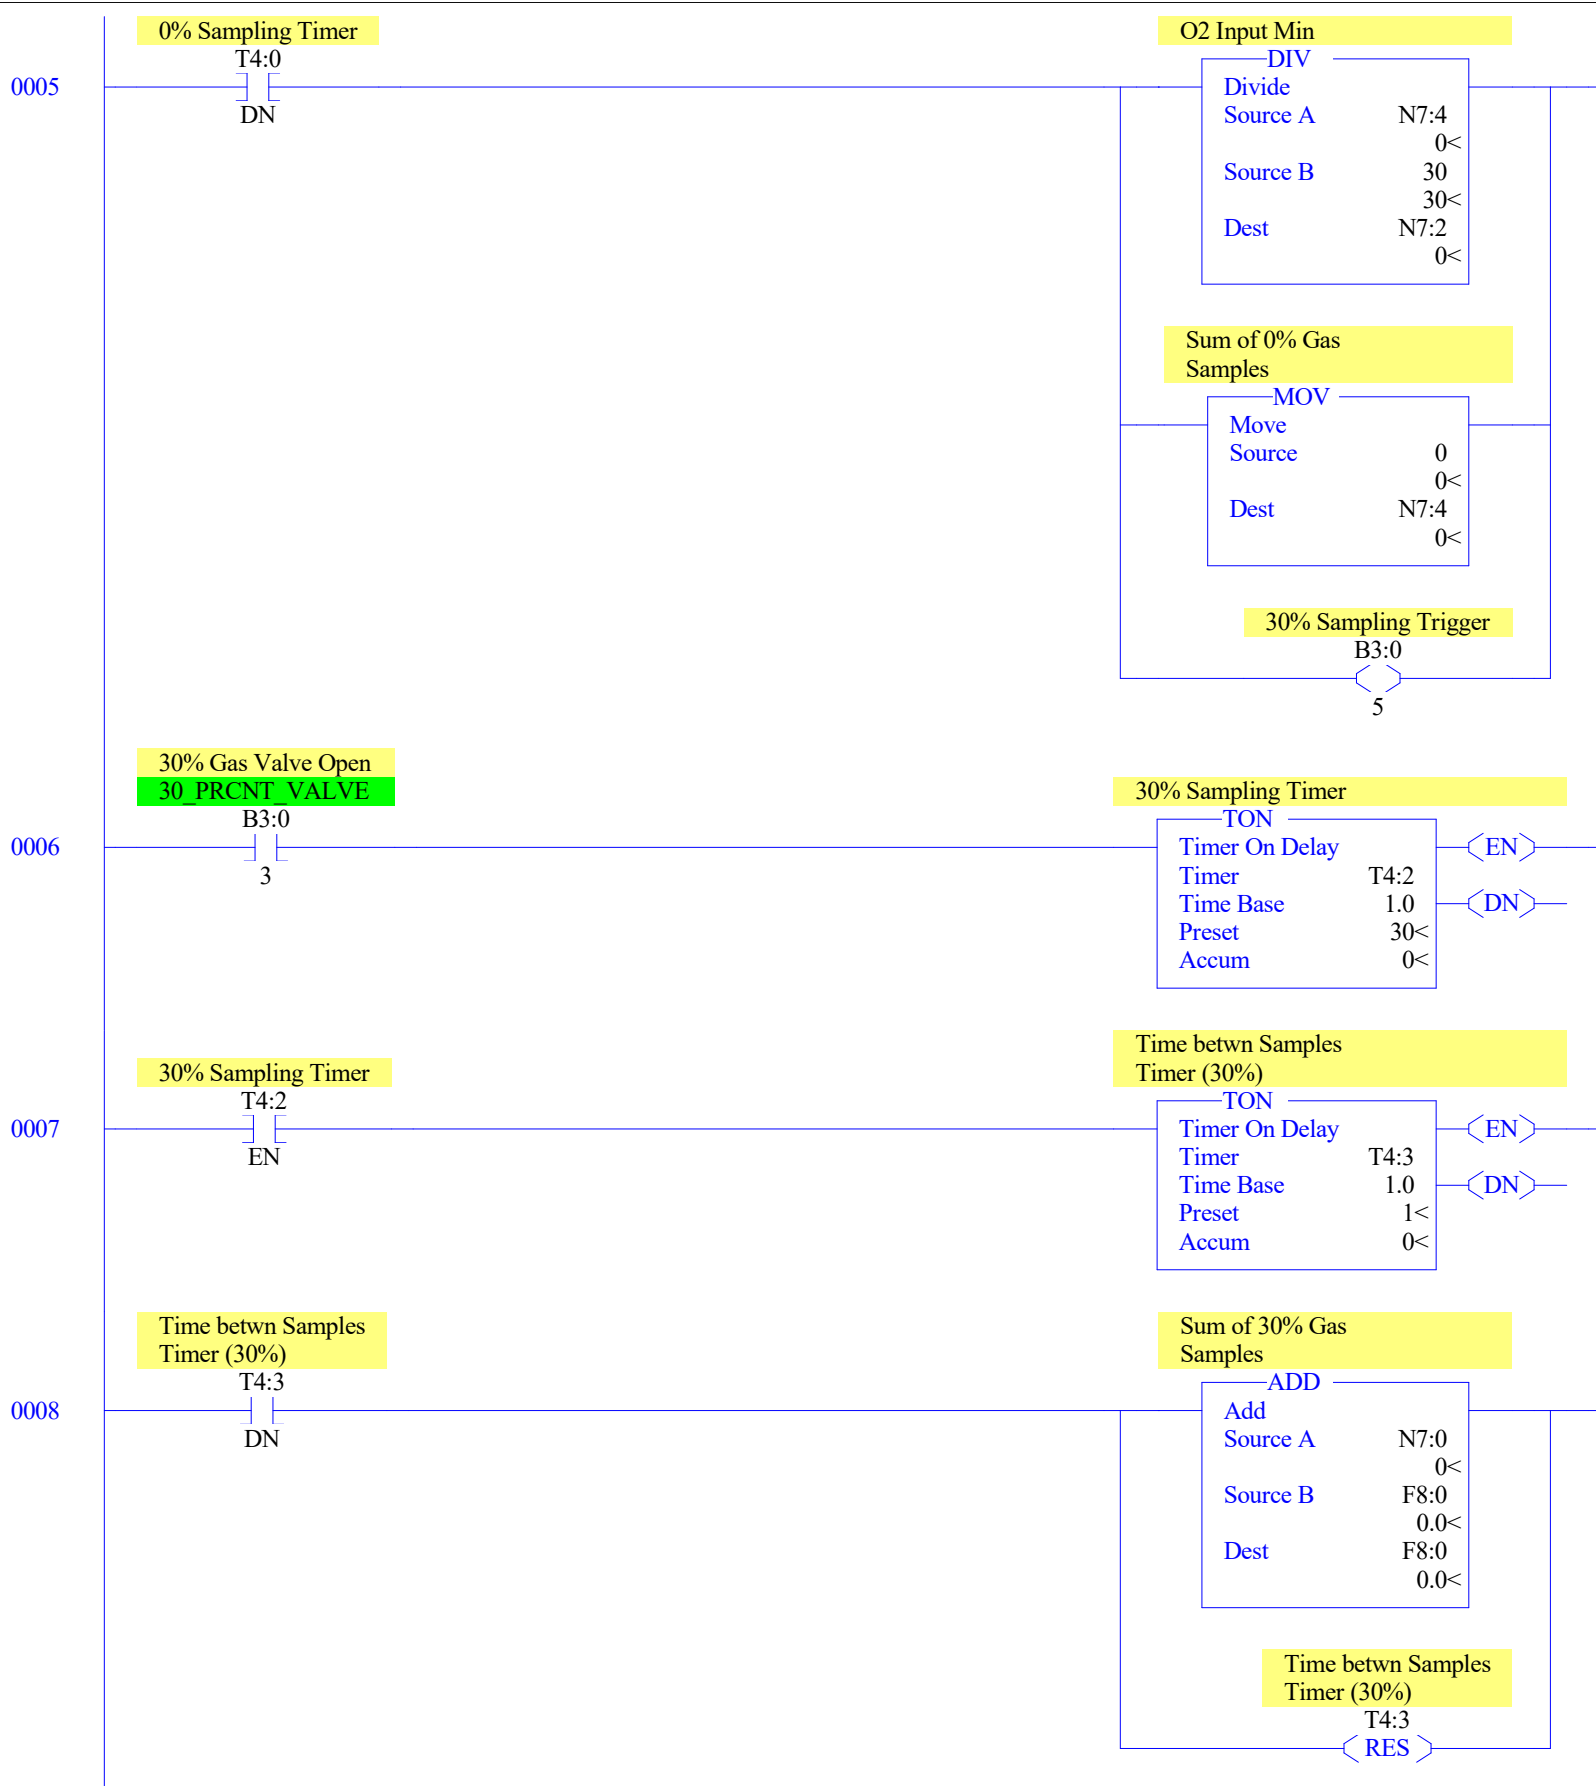 0% Sampling Timer
T4:0
DN
0005
O2 Input Min
DIV
Divide
Source A N7:4
0<
Source B 30
30<
Dest N7:2
0<
Sum of 0% Gas
Samples
MOV
Move
Source 0
0<
Dest N7:4
0<
30% Sampling Trigger
B3:0
5
30% Gas Valve Open
30_PRCNT_VALVE
B3:0
3
0006
30% Sampling Timer
TON
Timer On Delay EN
Timer T4:2
Time Base 1.0 DN
Preset 30<
Accum 0<
30% Sampling Timer
T4:2
EN
0007
Time betwn Samples
Timer (30%)
TON
Timer On Delay EN
Timer T4:3
Time Base 1.0 DN
Preset 1<
Accum 0<
Time betwn Samples
Timer (30%)
T4:3
DN
0008
Sum of 30% Gas
Samples
ADD
Add
Source A N7:0
0<
Source B F8:0
0.0<
Dest F8:0
0.0<
Time betwn Samples
Timer (30%)
T4:3
RES